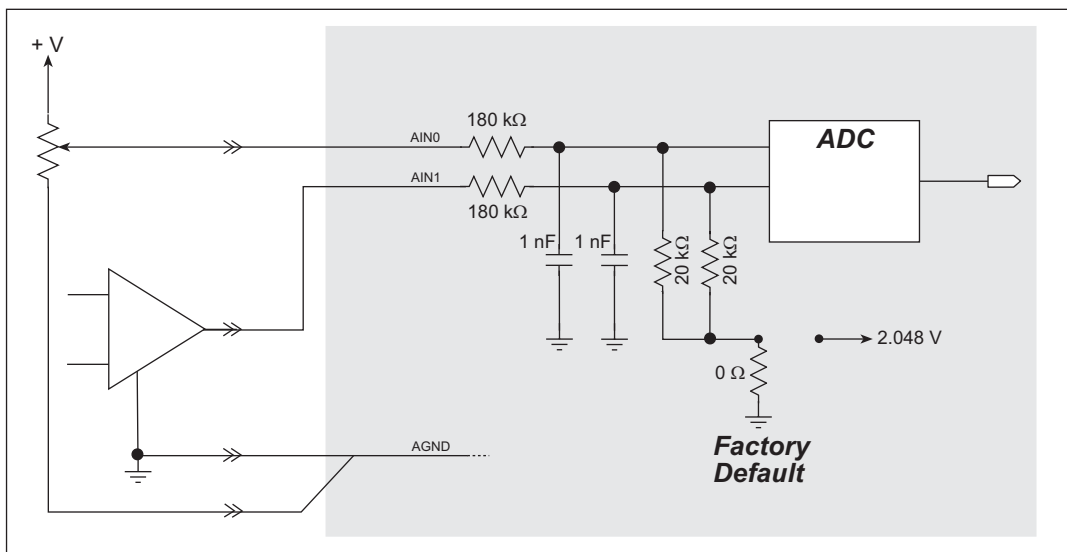 + V
180 kΩ
AIN0
ADC
AIN1
180 kΩ
1 nF
1 nF
20 kΩ
20 kΩ
2.048 V
0 Ω
AGND
Factory
Default